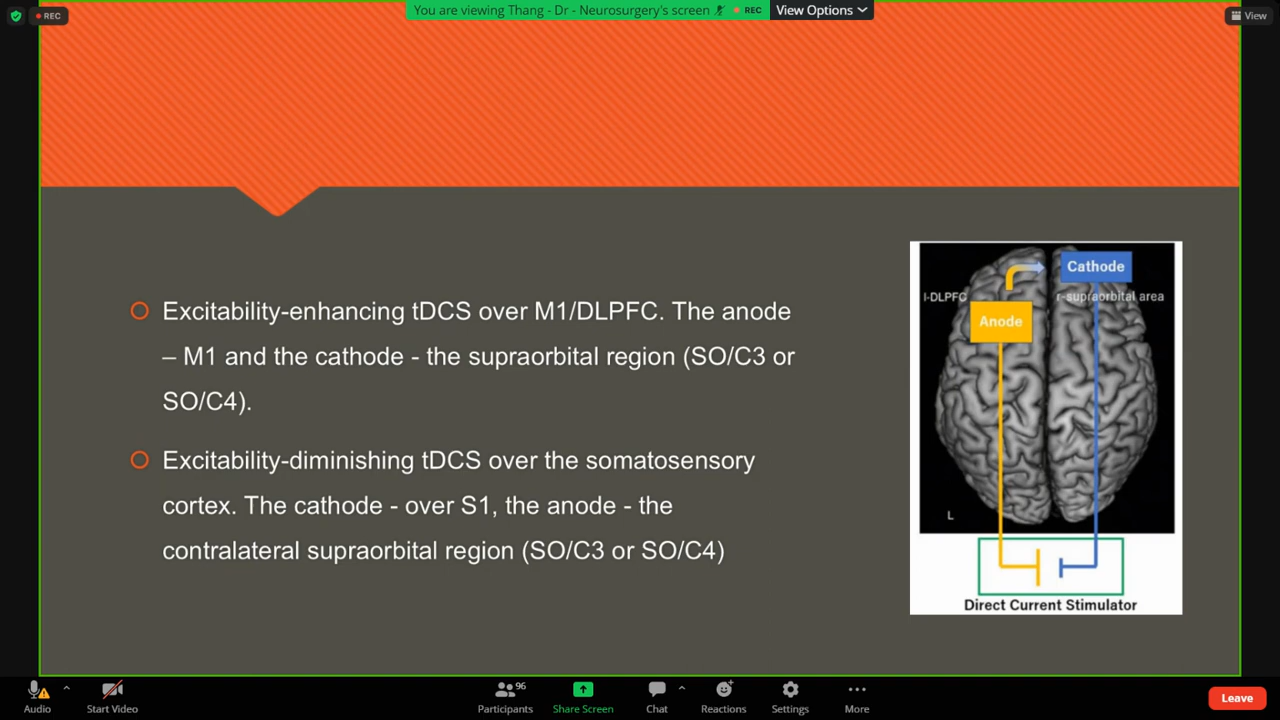 REC
You are viewing Thang - Dr - Neurosurgery's screen
REC
View Options
View
Excitability-enhancing tDCS over M1/DLPFC. The anode
– M1 and the cathode - the supraorbital region (SO/C3 or
SO/C4).
Excitability-diminishing tDCS over the somatosensory
cortex. The cathode - over S1, the anode - the
contralateral supraorbital region (SO/C3 or SO/C4)
Cathode
l-DLPFC
r-supraorbital area
Anode
L
Direct Current Stimulator
Audio
Start Video
96
Participants
Share Screen
Chat
Reactions
Settings
More
Leave